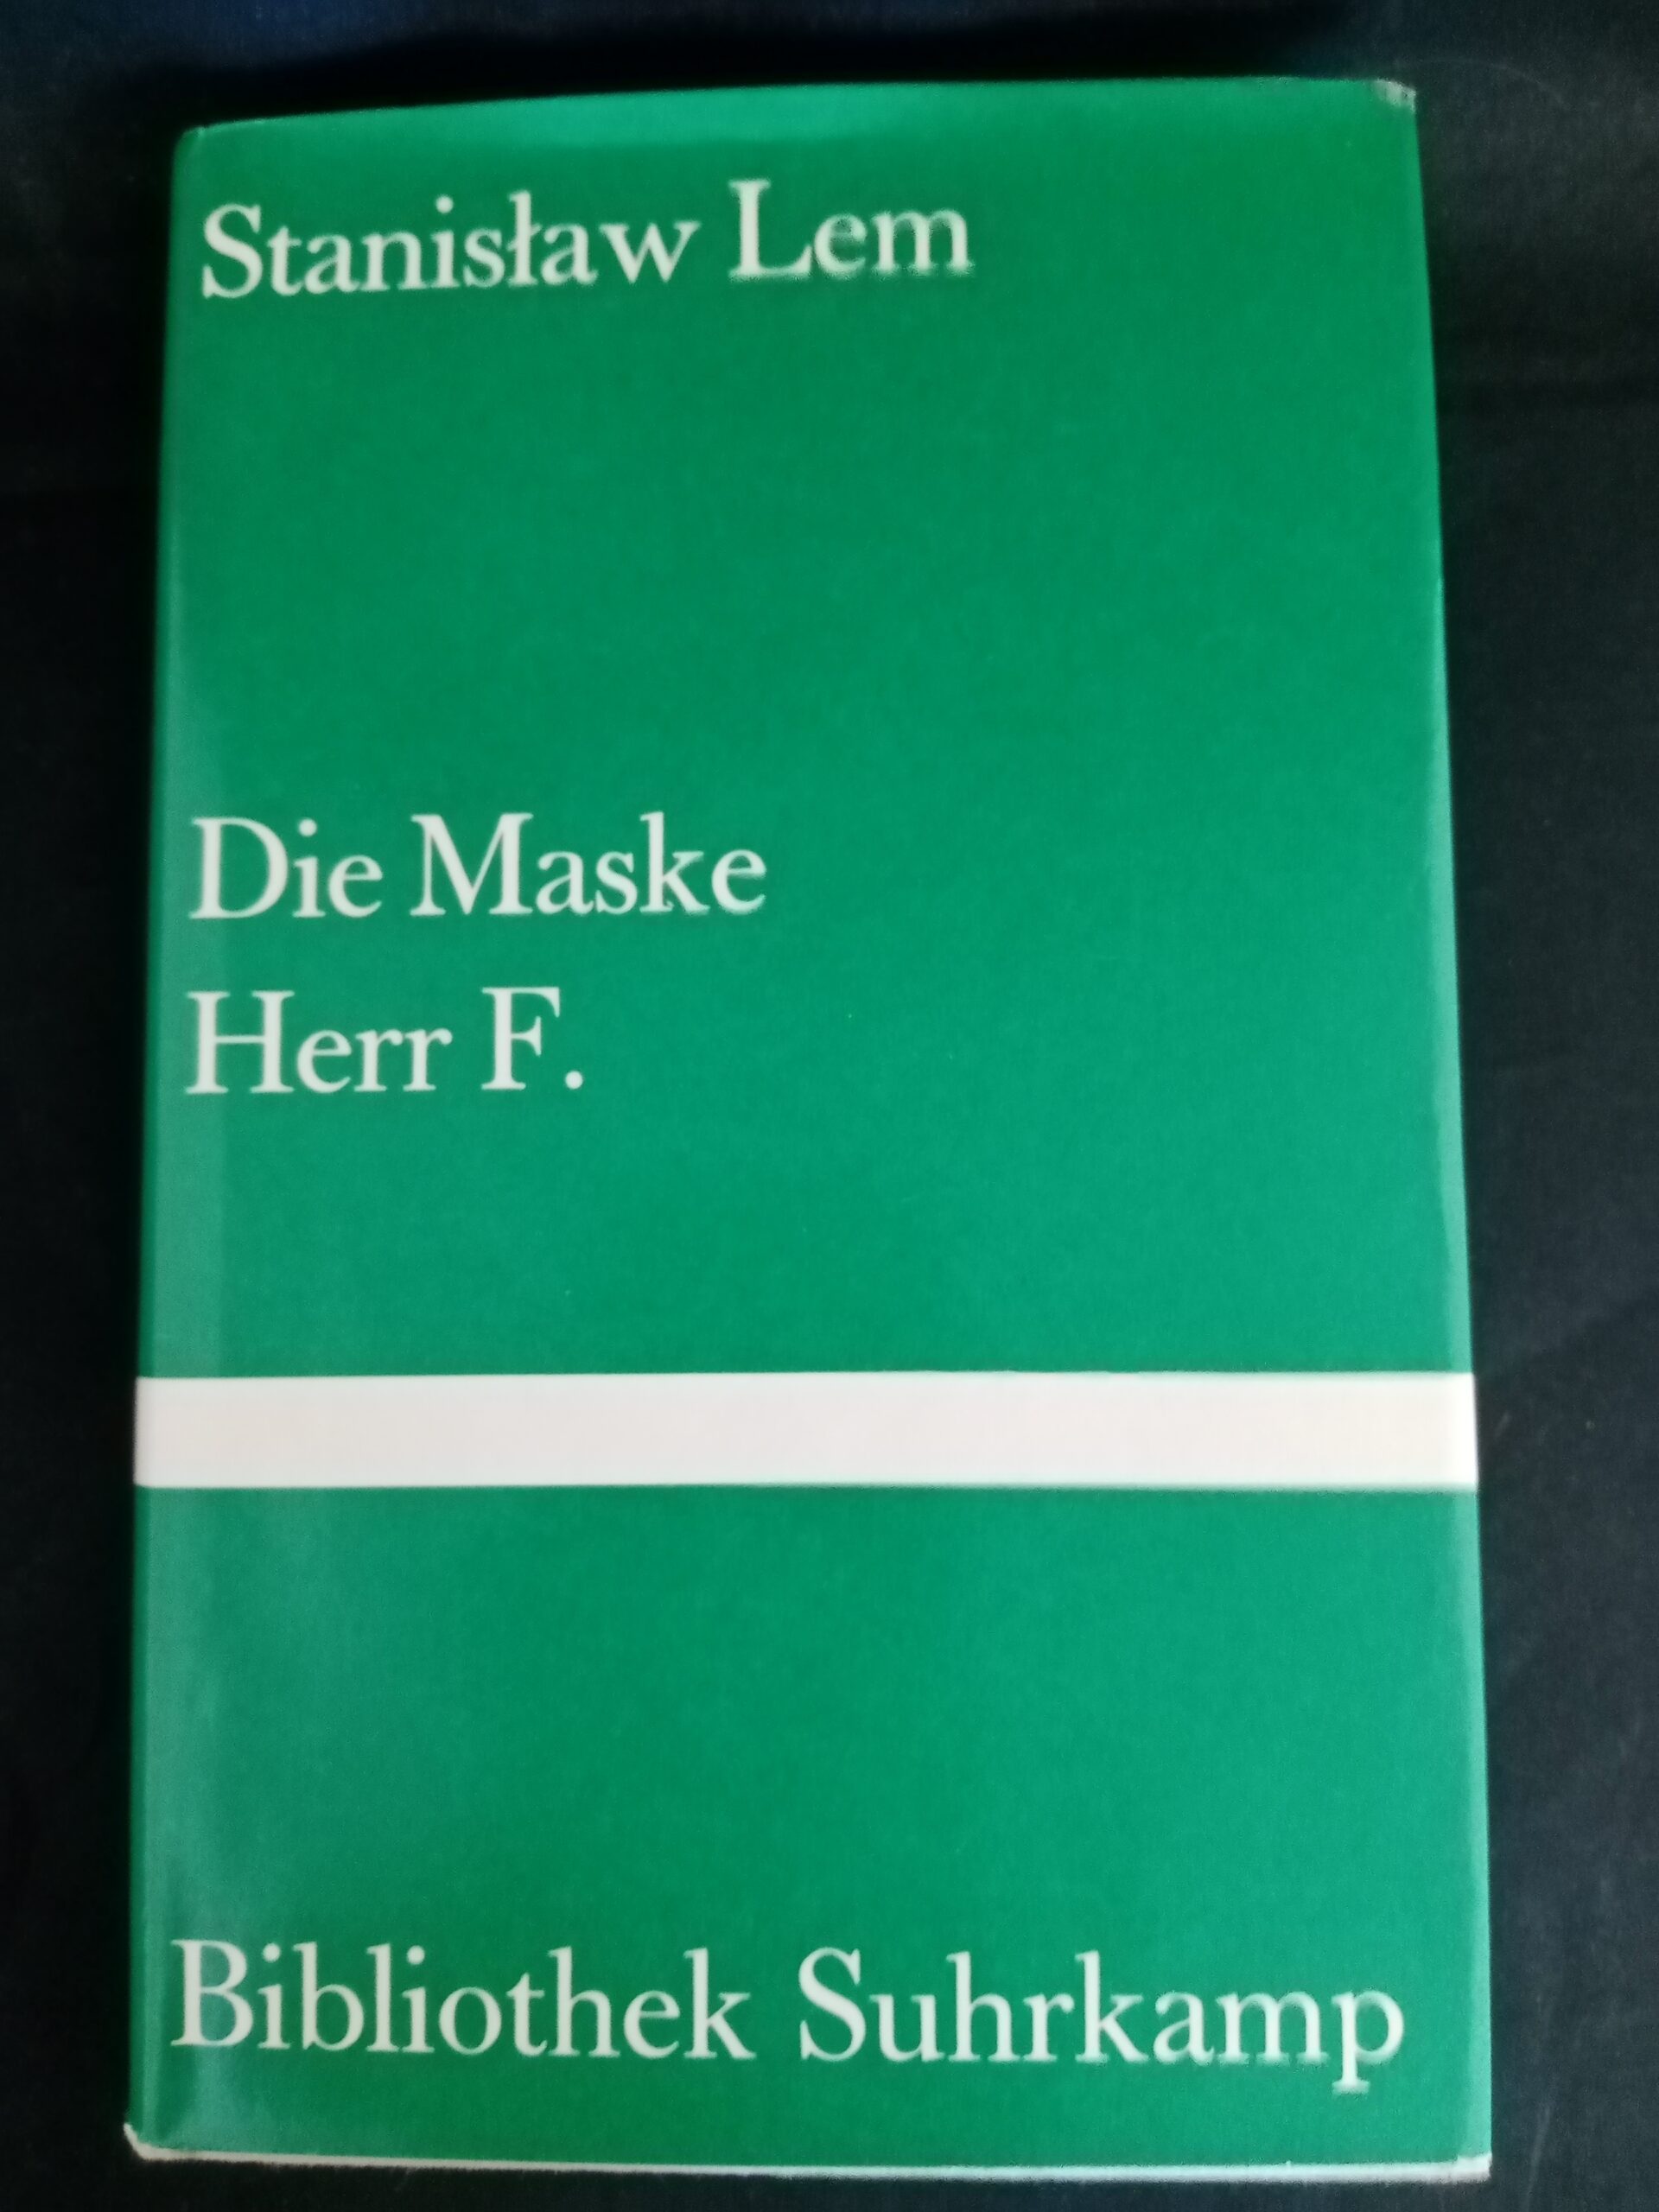 Stanisław Lem
Die Maske
Herr F.
Bibliothek Suhrkamp